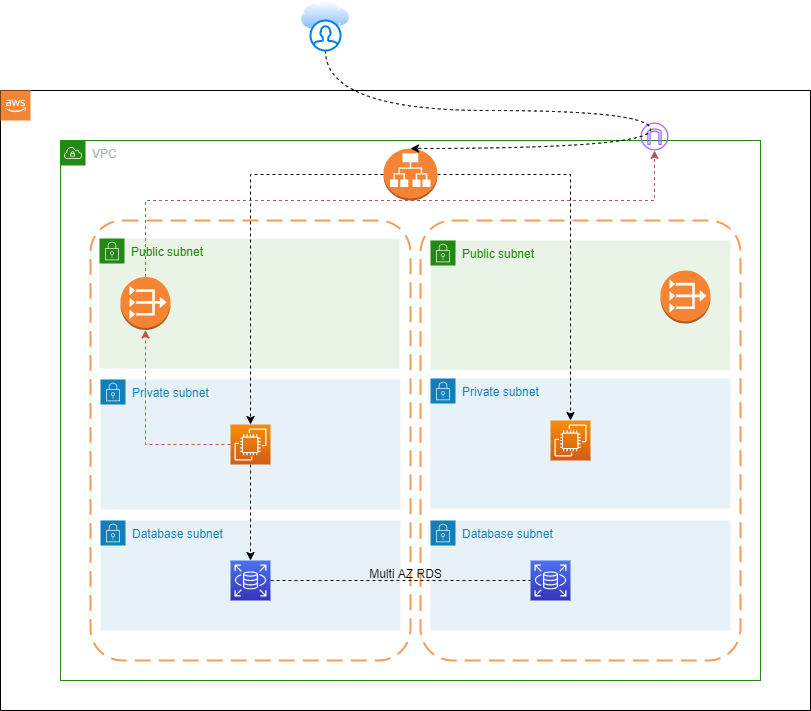 aws
VPC
Public subnet
Public subnet
Private subnet
Private subnet
Database subnet
Database subnet
Multi AZ RDS